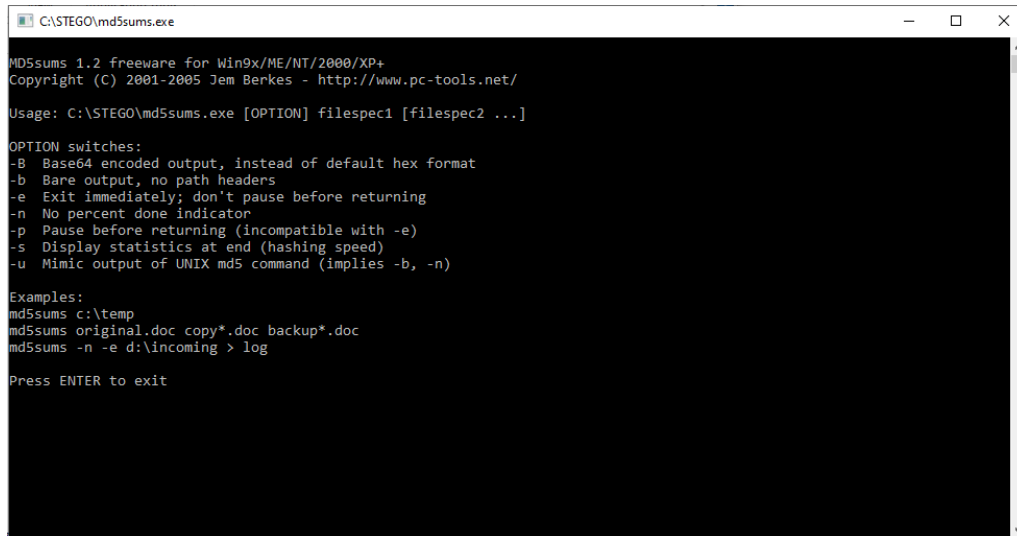 C:\STEGO\md5sums.exe
MD5sums 1.2 freeware for Win9x/ME/NT/2000/XP+
Copyright (C) 2001-2005 Jem Berkes - http://www.pc-tools.net/
Usage: C:\STEGO\md5sums.exe [OPTION] filespec1 [filespec2 ...]
OPTION switches:
-B  Base64 encoded output, instead of default hex format
-b  Bare output, no path headers
-e  Exit immediately; don't pause before returning
-n  No percent done indicator
-p  Pause before returning (incompatible with -e)
-s  Display statistics at end (hashing speed)
-u  Mimic output of UNIX md5 command (implies -b, -n)
Examples:
md5sums c:\temp
md5sums original.doc copy*.doc backup*.doc
md5sums -n -e d:\incoming > log
Press ENTER to exit